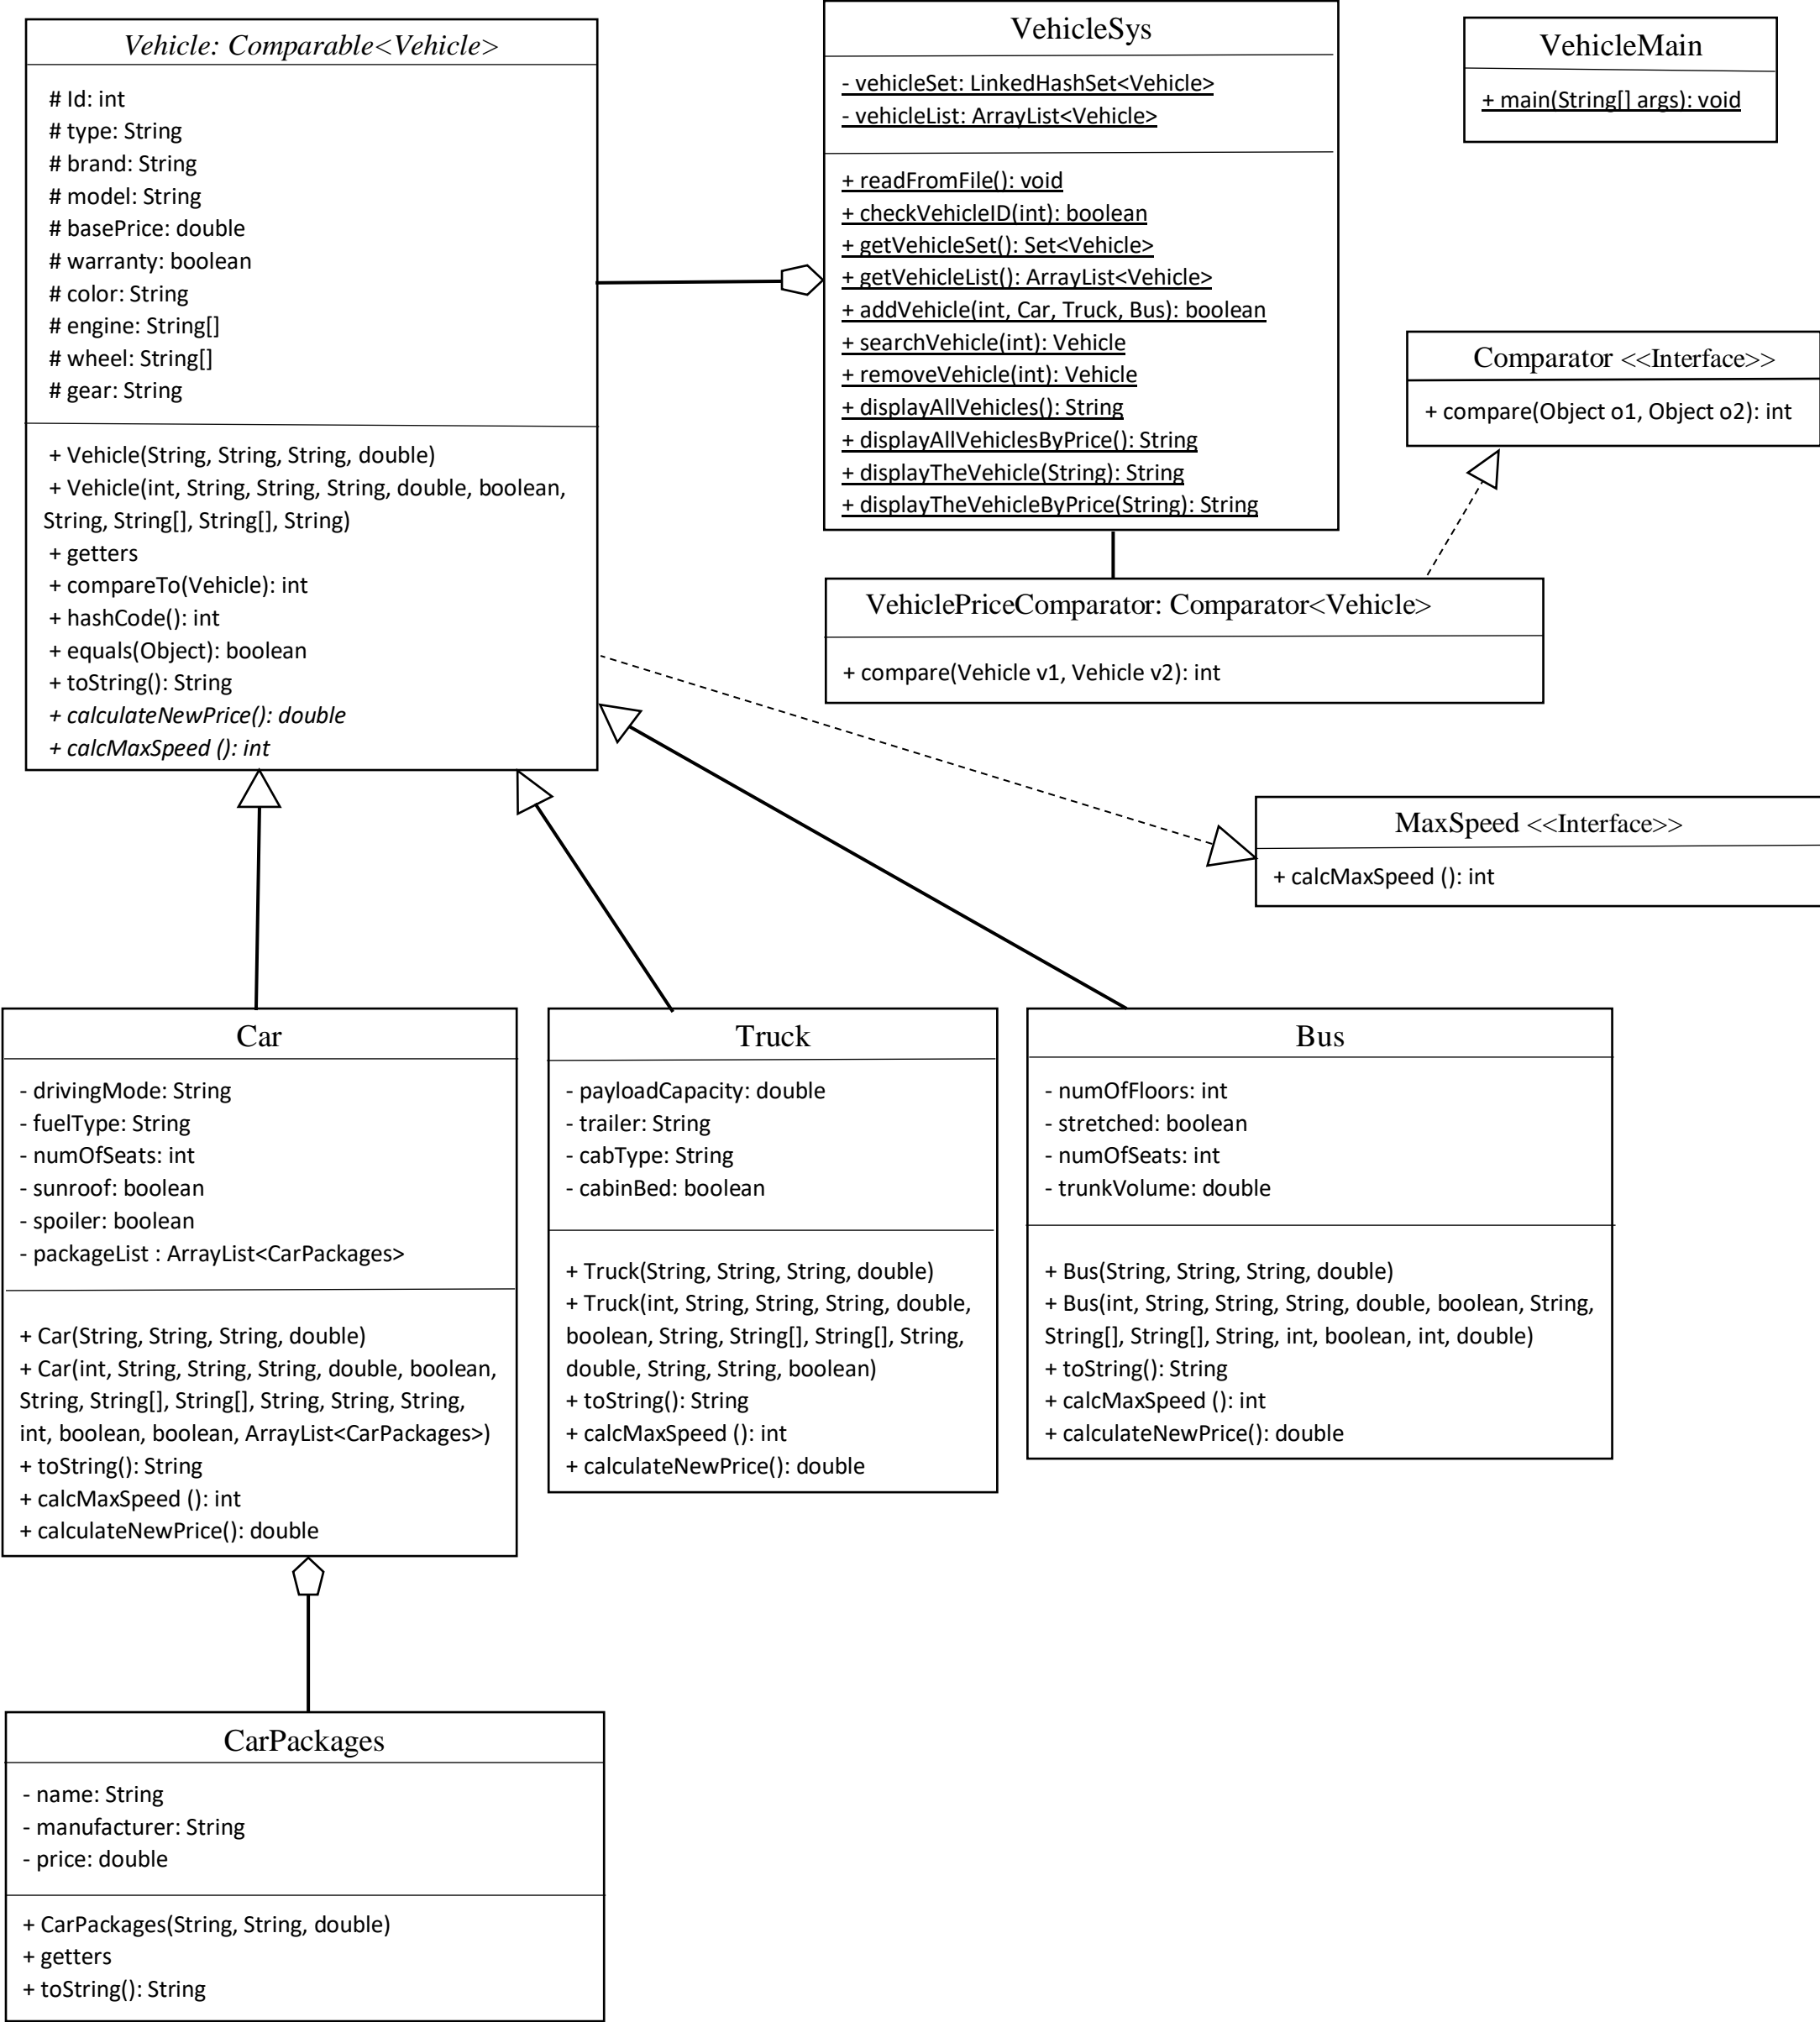 Vehicle: Comparable<Vehicle>
# Id: int
# type: String
# brand: String
# model: String
# basePrice: double
# warranty: boolean
# color: String
# engine: String[]
# wheel: String[]
# gear: String
+ Vehicle(String, String, String, double)
+ Vehicle(int, String, String, String, double, boolean,
String, String[], String[], String)
+ getters
+ compareTo(Vehicle): int
+ hashCode(): int
+ equals(Object): boolean
+ toString(): String
+ calculateNewPrice(): double
+ calcMaxSpeed (): int
VehicleSys
- vehicleSet: LinkedHashSet<Vehicle>
- vehicleList: ArrayList<Vehicle>
+ readFromFile(): void
+ checkVehicleID(int): boolean
+ getVehicleSet(): Set<Vehicle>
+ getVehicleList(): ArrayList<Vehicle>
+ addVehicle(int, Car, Truck, Bus): boolean
+ searchVehicle(int): Vehicle
+ removeVehicle(int): Vehicle
+ displayAllVehicles(): String
+ displayAllVehiclesByPrice(): String
+ displayTheVehicle(String): String
+ displayTheVehicleByPrice(String): String
VehicleMain
+ main(String[] args): void
Comparator <<Interface>>
+ compare(Object o1, Object o2): int
VehiclePriceComparator: Comparator<Vehicle>
+ compare(Vehicle v1, Vehicle v2): int
MaxSpeed <<Interface>>
+ calcMaxSpeed (): int
Car
- drivingMode: String
- fuelType: String
- numOfSeats: int
- sunroof: boolean
- spoiler: boolean
- packageList : ArrayList<CarPackages>
+ Car(String, String, String, double)
+ Car(int, String, String, String, double, boolean,
String, String[], String[], String, String, String,
int, boolean, boolean, ArrayList<CarPackages>)
+ toString(): String
+ calcMaxSpeed (): int
+ calculateNewPrice(): double
Truck
- payloadCapacity: double
- trailer: String
- cabType: String
- cabinBed: boolean
+ Truck(String, String, String, double)
+ Truck(int, String, String, String, double,
boolean, String, String[], String[], String,
double, String, String, boolean)
+ toString(): String
+ calcMaxSpeed (): int
+ calculateNewPrice(): double
Bus
- numOfFloors: int
- stretched: boolean
- numOfSeats: int
- trunkVolume: double
+ Bus(String, String, String, double)
+ Bus(int, String, String, String, double, boolean, String,
String[], String[], String, int, boolean, int, double)
+ toString(): String
+ calcMaxSpeed (): int
+ calculateNewPrice(): double
CarPackages
- name: String
- manufacturer: String
- price: double
+ CarPackages(String, String, double)
+ getters
+ toString(): String